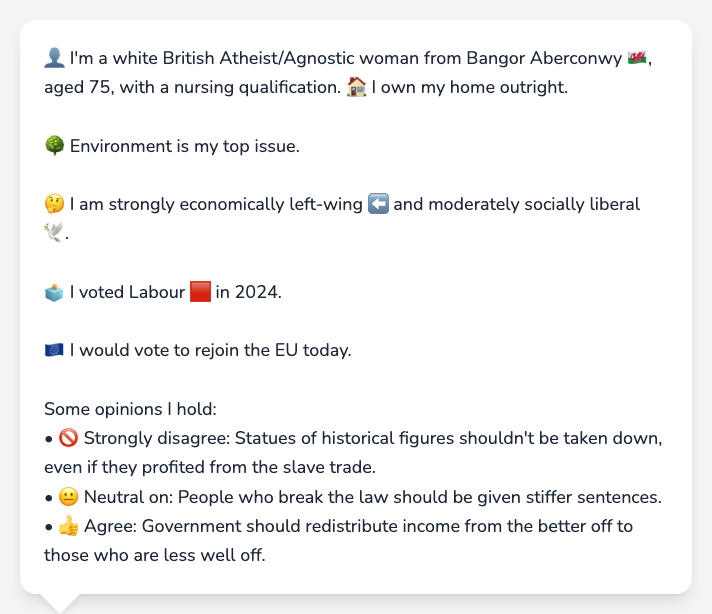 👤 I'm a white British Atheist/Agnostic woman from Bangor Aberconwy 🏴󠁧󠁢󠁷󠁬󠁳󠁿,
aged 75, with a nursing qualification. 🏠 I own my home outright.
🌳 Environment is my top issue.
🤔 I am strongly economically left-wing ⬅️ and moderately socially liberal
🕊️.
🗳️ I voted Labour 🟥 in 2024.
🇪🇺 I would vote to rejoin the EU today.
Some opinions I hold:
• 🚫 Strongly disagree: Statues of historical figures shouldn't be taken down,
even if they profited from the slave trade.
• 😐 Neutral on: People who break the law should be given stiffer sentences.
• 👍 Agree: Government should redistribute income from the better off to
those who are less well off.